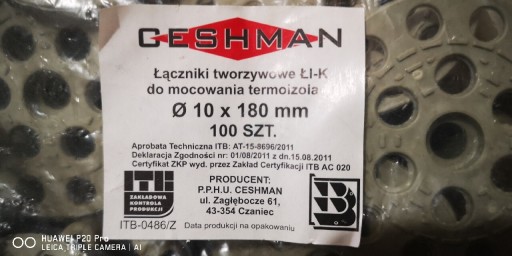 CESHMAN
Łączniki tworzywowe ŁI-K
do mocowania termoizola
Ø 10 x 180 mm
100 SZT.
Aprobata Techniczna ITB: AT-15-8696/2011
Deklaracja Zgodności nr: 01/08/2011 z dn.15.08.2011
Certyfikat ZKP wyd. przez Zakład Certyfikacji ITB AC 020
ITB
ZAKŁADOWA
KONTROLA
PRODUKCJI
ITB-0486/Z
PRODUCENT:
P.P.H.U. CESHMAN
ul. Zagłębocze 61,
43-354 Czaniec
Data produkcji na opakowaniu
B
HUAWEI P20 Pro
LEICA TRIPLE CAMERA | AI